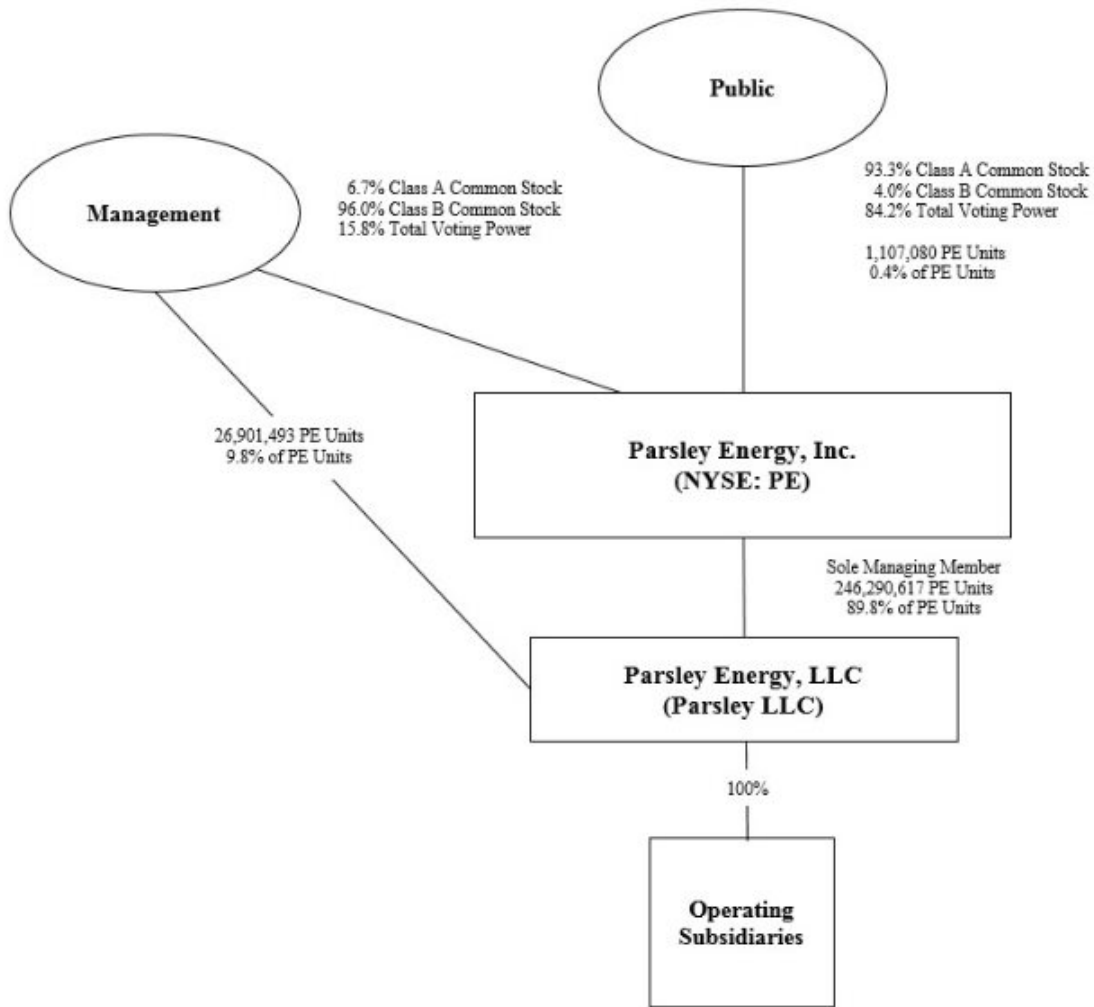 Public
Management
6.7% Class A Common Stock
96.0% Class B Common Stock
15.8% Total Voting Power
93.3% Class A Common Stock
4.0% Class B Common Stock
84.2% Total Voting Power
1,107,080 PE Units
0.4% of PE Units
26,901,493 PE Units
9.8% of PE Units
Parsley Energy, Inc.
(NYSE: PE)
Sole Managing Member
246,290,617 PE Units
89.8% of PE Units
Parsley Energy, LLC
(Parsley LLC)
100%
Operating
Subsidiaries